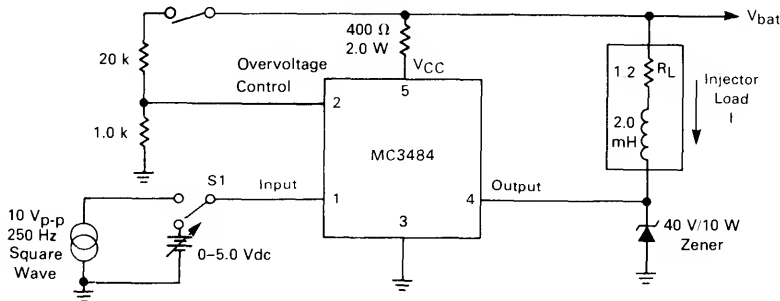 V_bat
400 Ω
2.0 W
V_CC
20 k
Overvoltage
Control
1.0 k
2
5
MC3484
1
4
3
1.2
R_L
2.0
mH
Injector
Load
I
S1
Input
Output
10 V_p-p
250 Hz
Square
Wave
0–5.0 Vdc
40 V/10 W
Zener